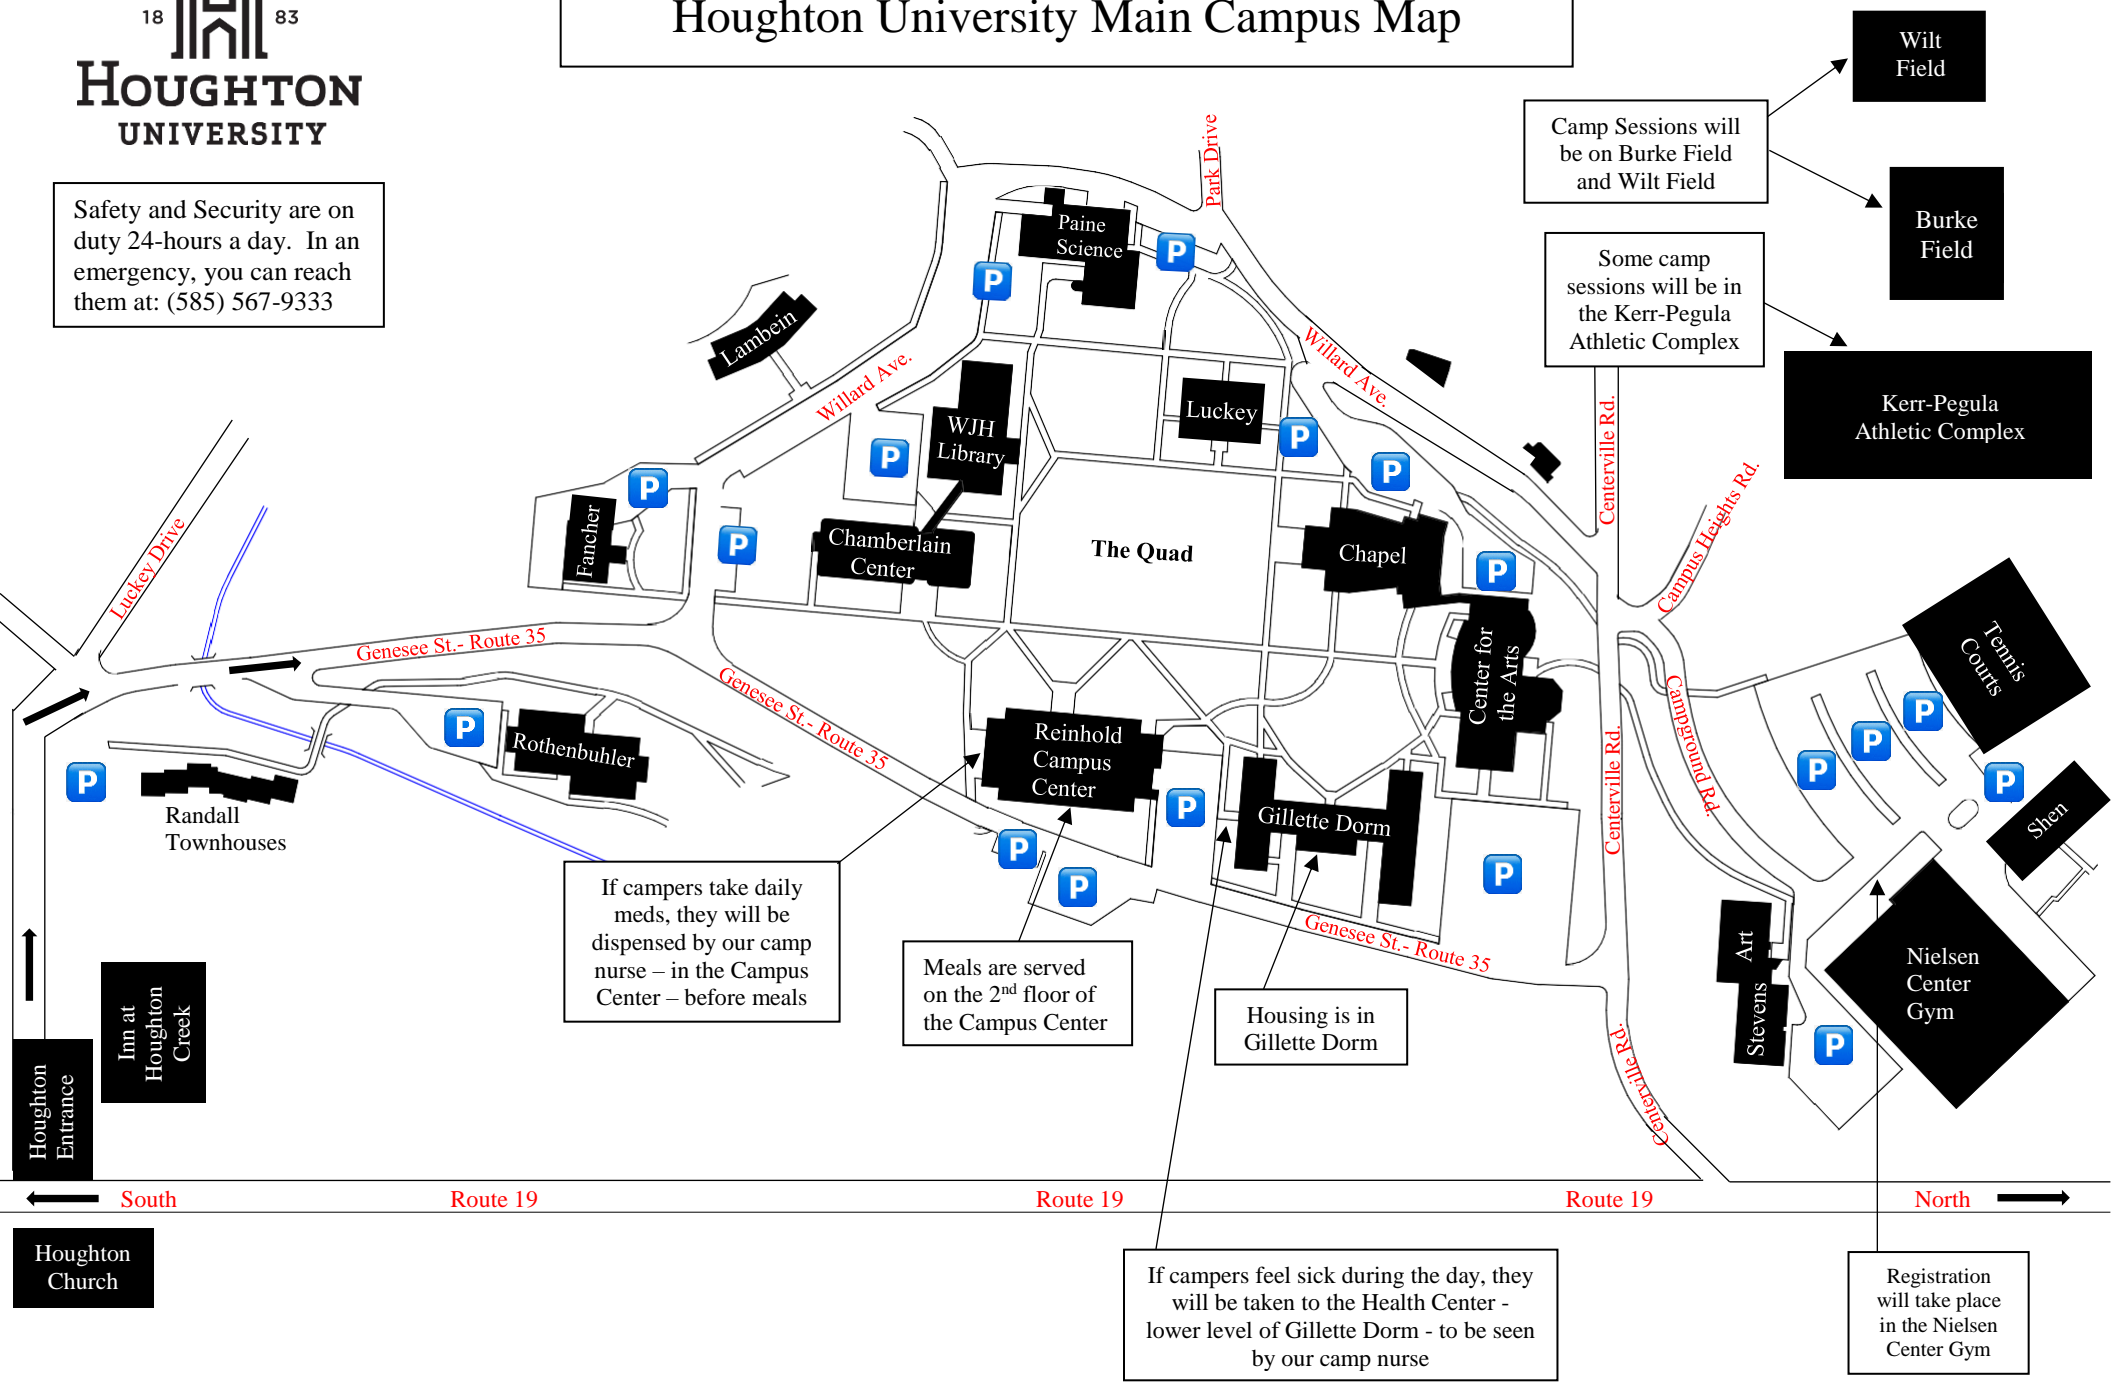 Houghton University Main Campus Map
18 83
HOUGHTON
UNIVERSITY
Safety and Security are on
duty 24-hours a day. In an
emergency, you can reach
them at: (585) 567-9333
Wilt
Field
Camp Sessions will
be on Burke Field
and Wilt Field
Burke
Field
Some camp
sessions will be in
the Kerr-Pegula
Athletic Complex
Kerr-Pegula
Athletic Complex
Park Drive
Paine
Science
P
P
Lambein
Willard Ave.
Willard Ave.
WJH
Library
Luckey
P
P
P
P
Centerville Rd.
Campus Heights Rd.
Luckey Drive
Fancher
P
Chamberlain
Center
The Quad
Chapel
P
Genesee St.- Route 35
Genesee St.- Route 35
Center for
the Arts
Tennis
Courts
Campground Rd.
Centerville Rd.
P
P
P
P
P
Rothenbuhler
Reinhold
Campus
Center
P
Randall
Townhouses
P
Gillette Dorm
Shen
P
P
P
If campers take daily
meds, they will be
dispensed by our camp
nurse – in the Campus
Center – before meals
Meals are served
on the 2nd floor of
the Campus Center
Genesee St.- Route 35
Housing is in
Gillette Dorm
Art
Stevens
Nielsen
Center
Gym
P
Inn at
Houghton
Creek
Houghton
Entrance
Centerville Rd.
South
Route 19
Route 19
Route 19
North
Houghton
Church
If campers feel sick during the day, they
will be taken to the Health Center -
lower level of Gillette Dorm - to be seen
by our camp nurse
Registration
will take place
in the Nielsen
Center Gym